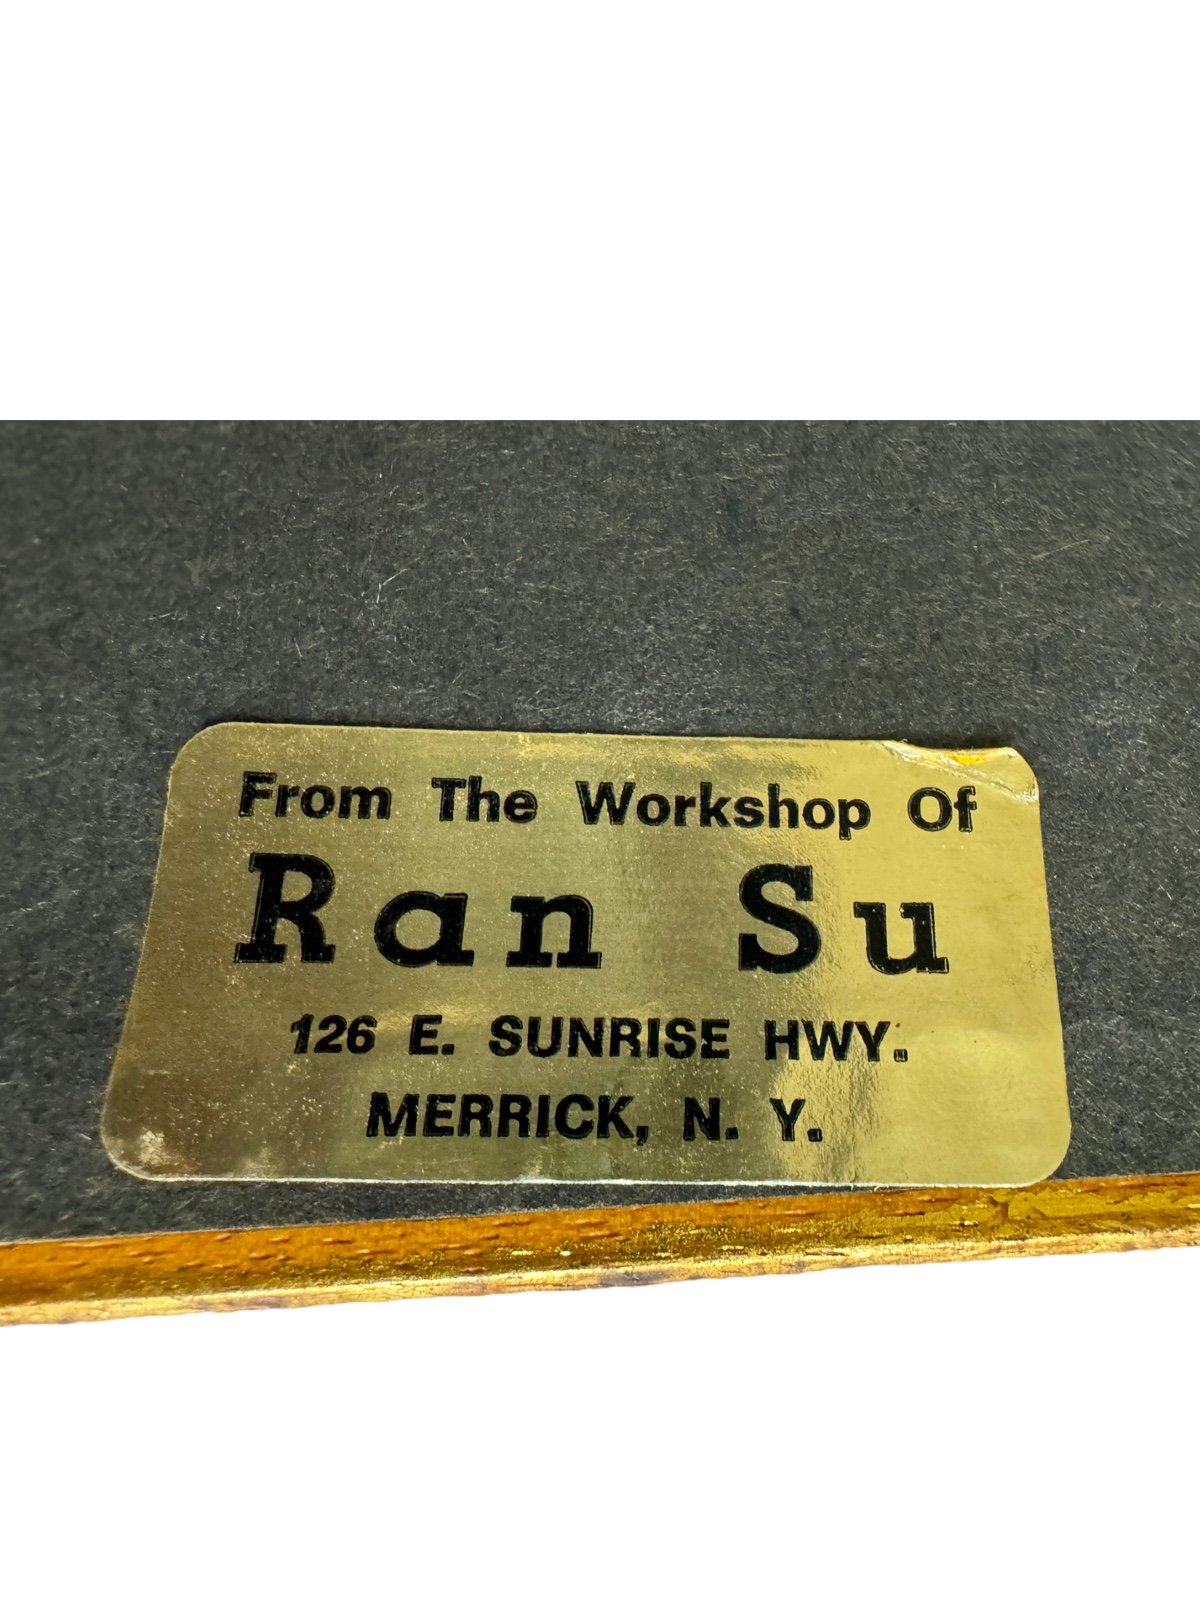 From The Workshop Of
Ran Su
126 E. SUNRISE HWY.
MERRICK, N. Y.